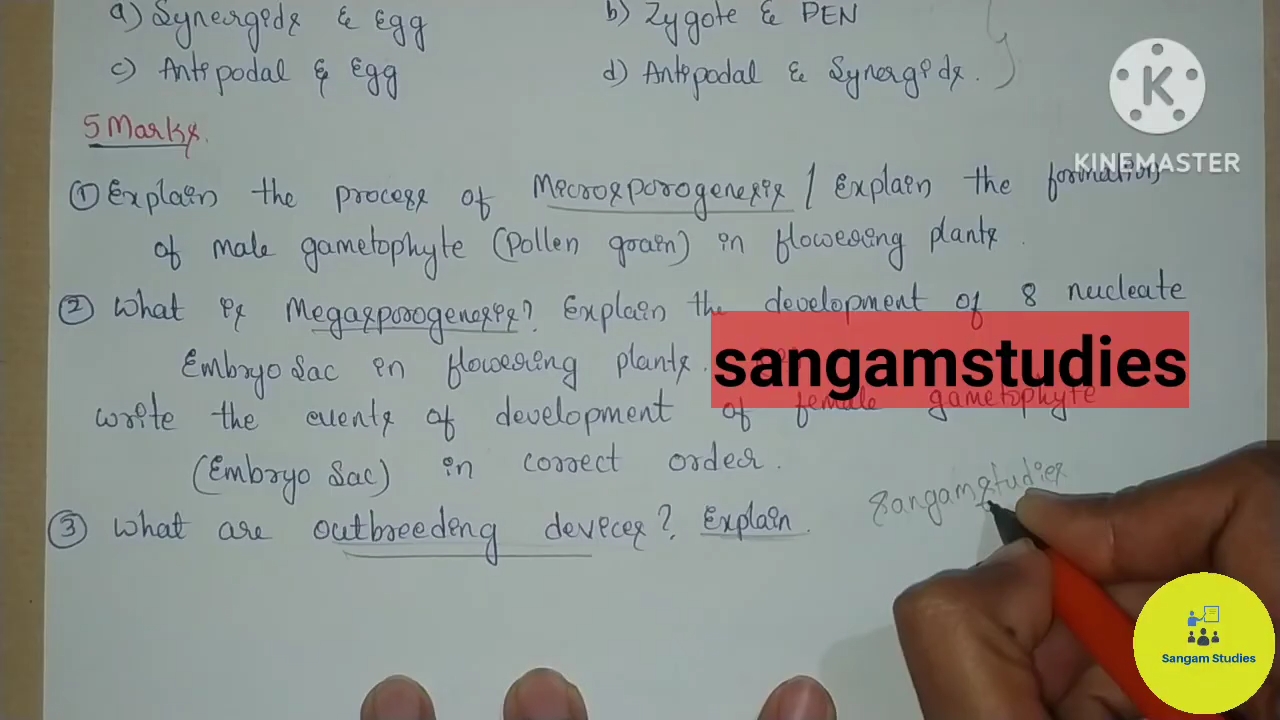 a) Synergids & Egg b) Zygote & PEN
c) Antipodal & Egg d) Antipodal & Synergids.
5 Marks.
① Explain the process of Microsporogenesis / Explain the formation
of male gametophyte (Pollen grain) in flowering plants.
② What is Megasporogenesis? Explain the development of 8 nucleate
Embryo Sac in flowering plants.
write the events of development of female gametophyte
(Embryo Sac) in correct order.
③ What are outbreeding devices? Explain.
sangamstudies
K
KINEMASTER
sangamstudies
Sangam Studies